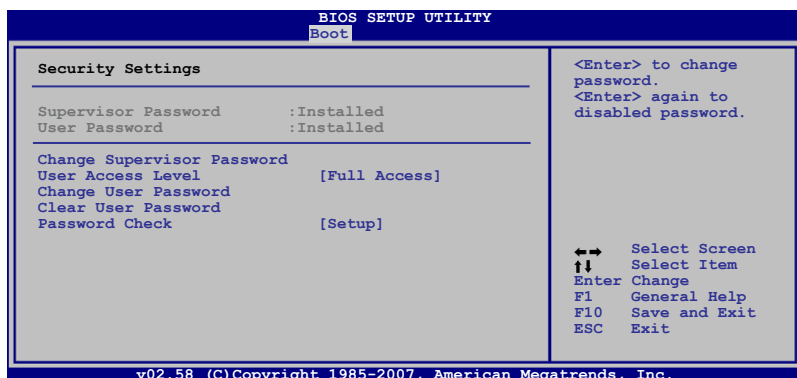 BIOS SETUP UTILITY
Boot
Security Settings
Supervisor Password :Installed
User Password :Installed
Change Supervisor Password
User Access Level [Full Access]
Change User Password
Clear User Password
Password Check [Setup]
<Enter> to change
password.
<Enter> again to
disabled password.
←→ Select Screen
↑↓ Select Item
Enter Change
F1 General Help
F10 Save and Exit
ESC Exit
v02.58 (C)Copyright 1985-2007, American Megatrends, Inc.